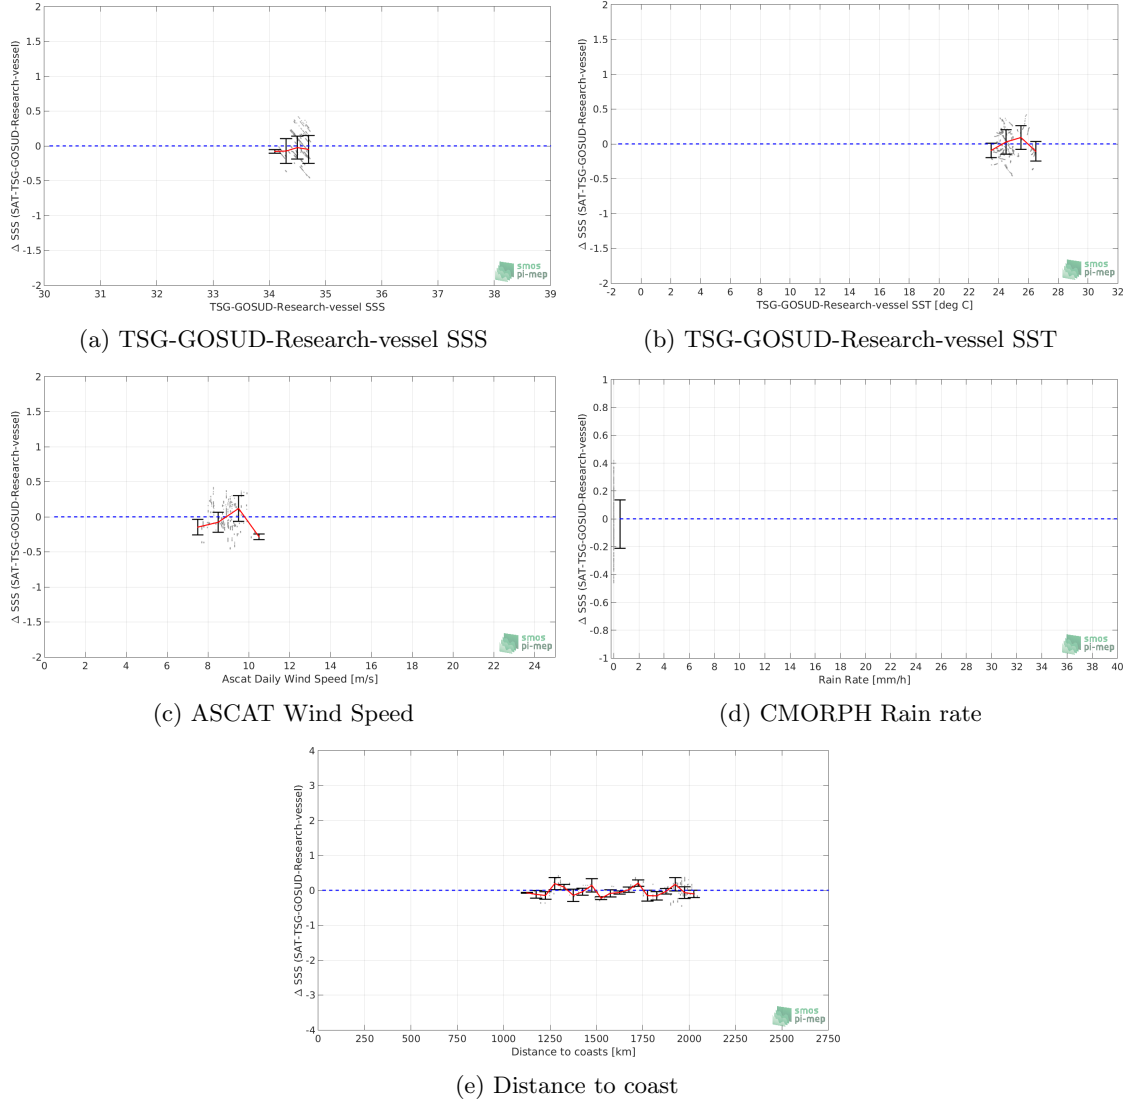 Δ SSS (SAT-TSG-GOSUD-Research-vessel)
2
1.5
1
0.5
0
-0.5
-1
-1.5
-2
30 31 32 33 34 35 36 37 38 39
TSG-GOSUD-Research-vessel SSS
smos
pi-mep
(a) TSG-GOSUD-Research-vessel SSS
Δ SSS (SAT-TSG-GOSUD-Research-vessel)
2
1.5
1
0.5
0
-0.5
-1
-1.5
-2
-2 0 2 4 6 8 10 12 14 16 18 20 22 24 26 28 30 32
TSG-GOSUD-Research-vessel SST [deg C]
smos
pi-mep
(b) TSG-GOSUD-Research-vessel SST
Δ SSS (SAT-TSG-GOSUD-Research-vessel)
2
1.5
1
0.5
0
-0.5
-1
-1.5
-2
0 2 4 6 8 10 12 14 16 18 20 22 24
Ascat Daily Wind Speed [m/s]
smos
pi-mep
(c) ASCAT Wind Speed
Δ SSS (SAT-TSG-GOSUD-Research-vessel)
1
0.8
0.6
0.4
0.2
0
-0.2
-0.4
-0.6
-0.8
-1
0 2 4 6 8 10 12 14 16 18 20 22 24 26 28 30 32 34 36 38 40
Rain Rate [mm/h]
smos
pi-mep
(d) CMORPH Rain rate
Δ SSS (SAT-TSG-GOSUD-Research-vessel)
4
3
2
1
0
-1
-2
-3
-4
0 250 500 750 1000 1250 1500 1750 2000 2250 2500 2750
Distance to coasts [km]
smos
pi-mep
(e) Distance to coast